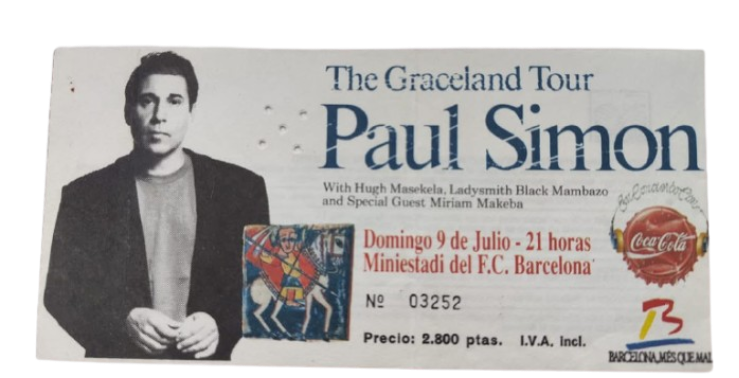 The Graceland Tour
Paul Simon
With Hugh Masekela, Ladysmith Black Mambazo
and Special Guest Miriam Makeba
Domingo 9 de Julio - 21 horas
Miniestadi del F.C. Barcelona
Nº 03252
Precio: 2.800 ptas. I.V.A. Incl.
Coca-Cola
B
BARCELONA, MÉS QUE MAI